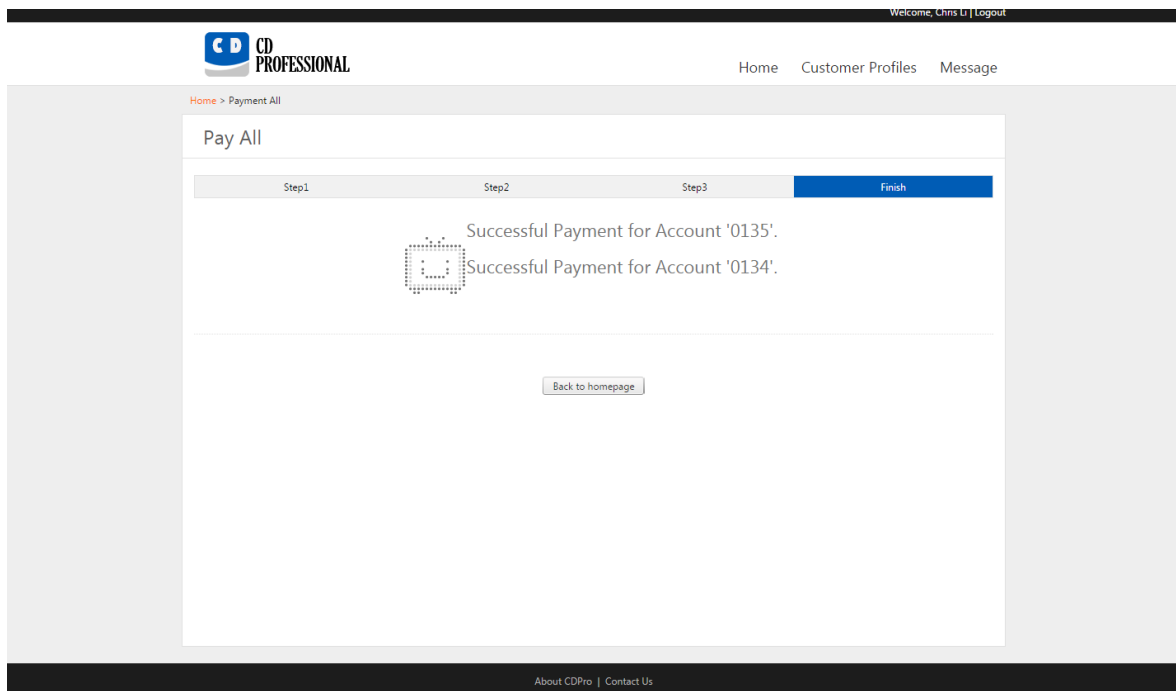 Welcome, Chris Li | Logout
CD
CD
PROFESSIONAL
Home Customer Profiles Message
Home > Payment All
Pay All
Step1 Step2 Step3 Finish
Successful Payment for Account '0135'.
Successful Payment for Account '0134'.
Back to homepage
About CDPro | Contact Us